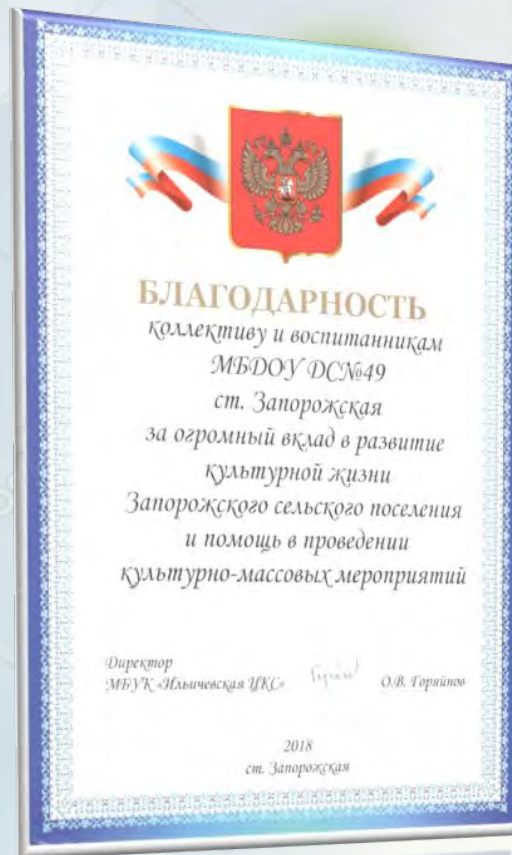 БЛАГОДАРНОСТЬ
коллективу и воспитанникам
МБДОУ ДС№49
ст. Запорожская
за огромный вклад в развитие
культурной жизни
Запорожского сельского поселения
и помощь в проведении
культурно-массовых мероприятий
Директор
МБУК «Ильичевская ЦКС» О.В. Горяйнов
2018
ст. Запорожская